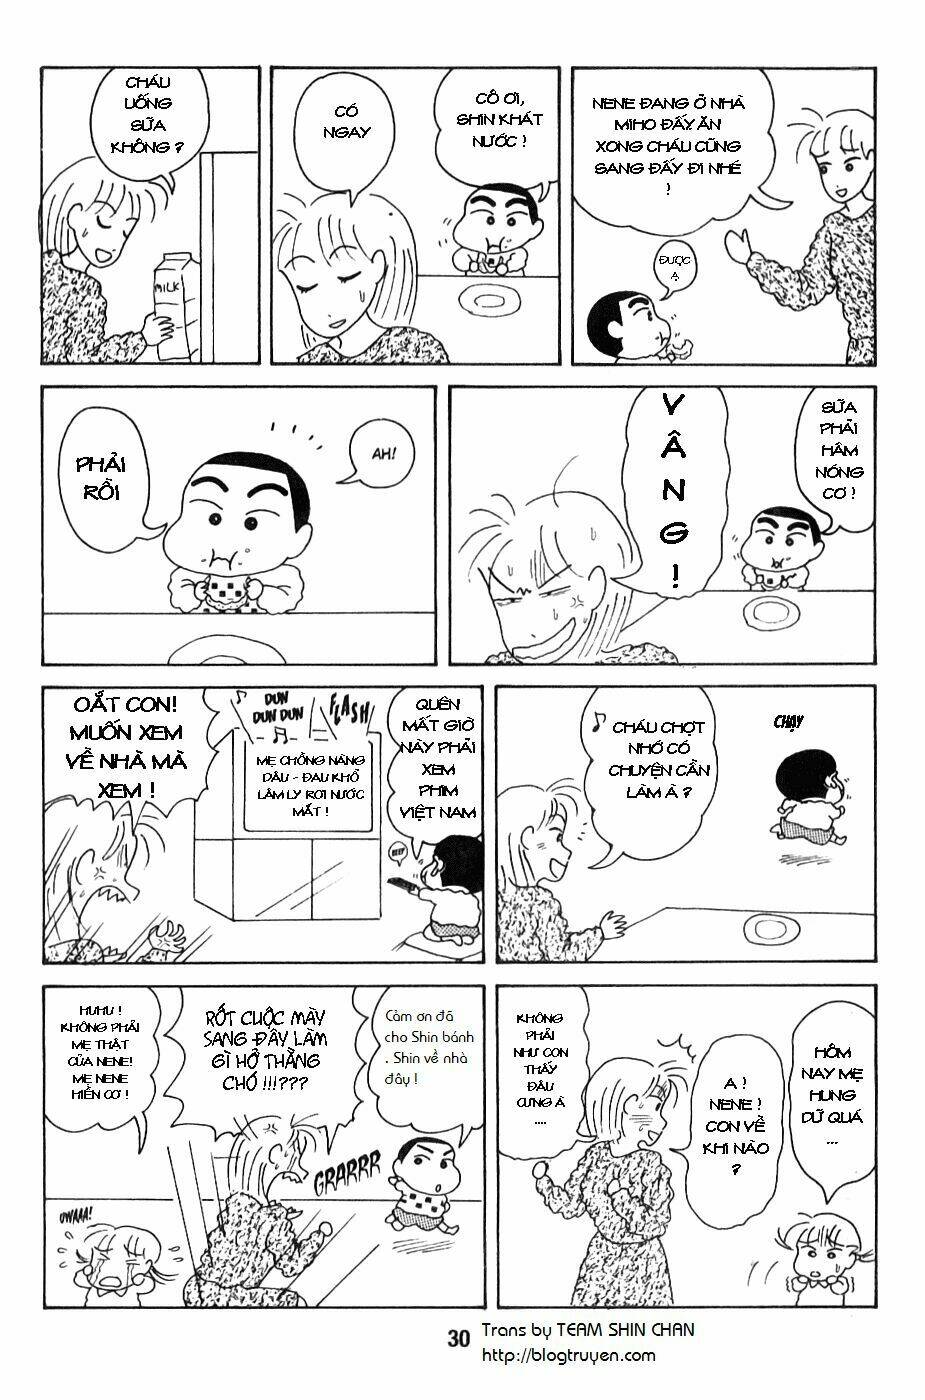 NENE ĐANG Ở NHÀ
MIHO ĐẤY ĂN
XONG CHÁU CŨNG
SANG ĐẤY ĐI NHÉ
!
ĐƯỢC
Ạ
CÔ ƠI,
SHIN KHÁT
NƯỚC !
CÓ
NGAY
CHÁU
UỐNG
SỮA
KHÔNG ?
MILK
SỮA
PHẢI
HÂM
NÓNG
CƠ !
VÂNG!
AH!
PHẢI
RỒI
CHẠY
♪ CHÁU CHỢT
NHỚ CÓ
CHUYỆN CẦN
LÀM À ?
QUÊN
MẤT GIỜ
NÀY PHẢI
XEM
PHIM
VIỆT NAM
BEEP
FLASH
DUN
DUN DUN
MẸ CHỒNG NÀNG
DÂU - ĐAU KHỔ
LÂM LY RƠI NƯỚC
MẮT !
OẮT CON!
MUỐN XEM
VỀ NHÀ MÀ
XEM !
HÔM
NAY MẸ
HUNG
DỮ QUÁ
...
A !
NENE !
CON VỀ
KHI NÀO
?
KHÔNG
PHẢI
NHƯ CON
THẤY
ĐÂU
CƯNG À
....
Cảm ơn đã
cho Shin bánh
. Shin về nhà
đây !
RỐT CUỘC MÀY
SANG ĐÂY LÀM
GÌ HỞ THẰNG
CHÓ !!!???
GRARRR
HUHU !
KHÔNG PHẢI
MẸ THẬT
CỦA NENE!
MẸ NENE
HIỀN CƠ !
UWAAA!
30
Trans by TEAM SHIN CHAN
http://blogtruyen.com